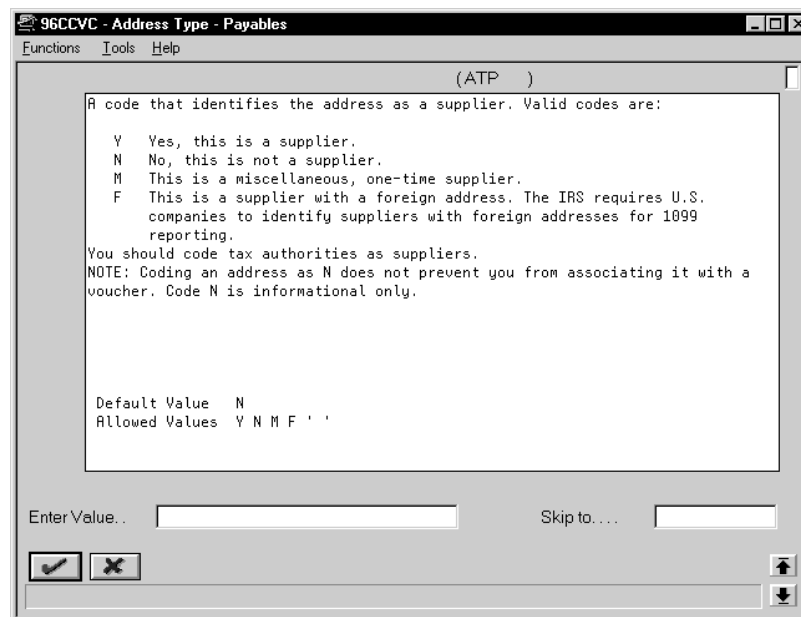 96CCVC - Address Type - Payables
Functions Tools Help
(ATP )
A code that identifies the address as a supplier. Valid codes are:
Y Yes, this is a supplier.
N No, this is not a supplier.
M This is a miscellaneous, one-time supplier.
F This is a supplier with a foreign address. The IRS requires U.S.
companies to identify suppliers with foreign addresses for 1099
reporting.
You should code tax authorities as suppliers.
NOTE: Coding an address as N does not prevent you from associating it with a
voucher. Code N is informational only.
Default Value N
Allowed Values Y N M F ' '
Enter Value. . Skip to. . . .